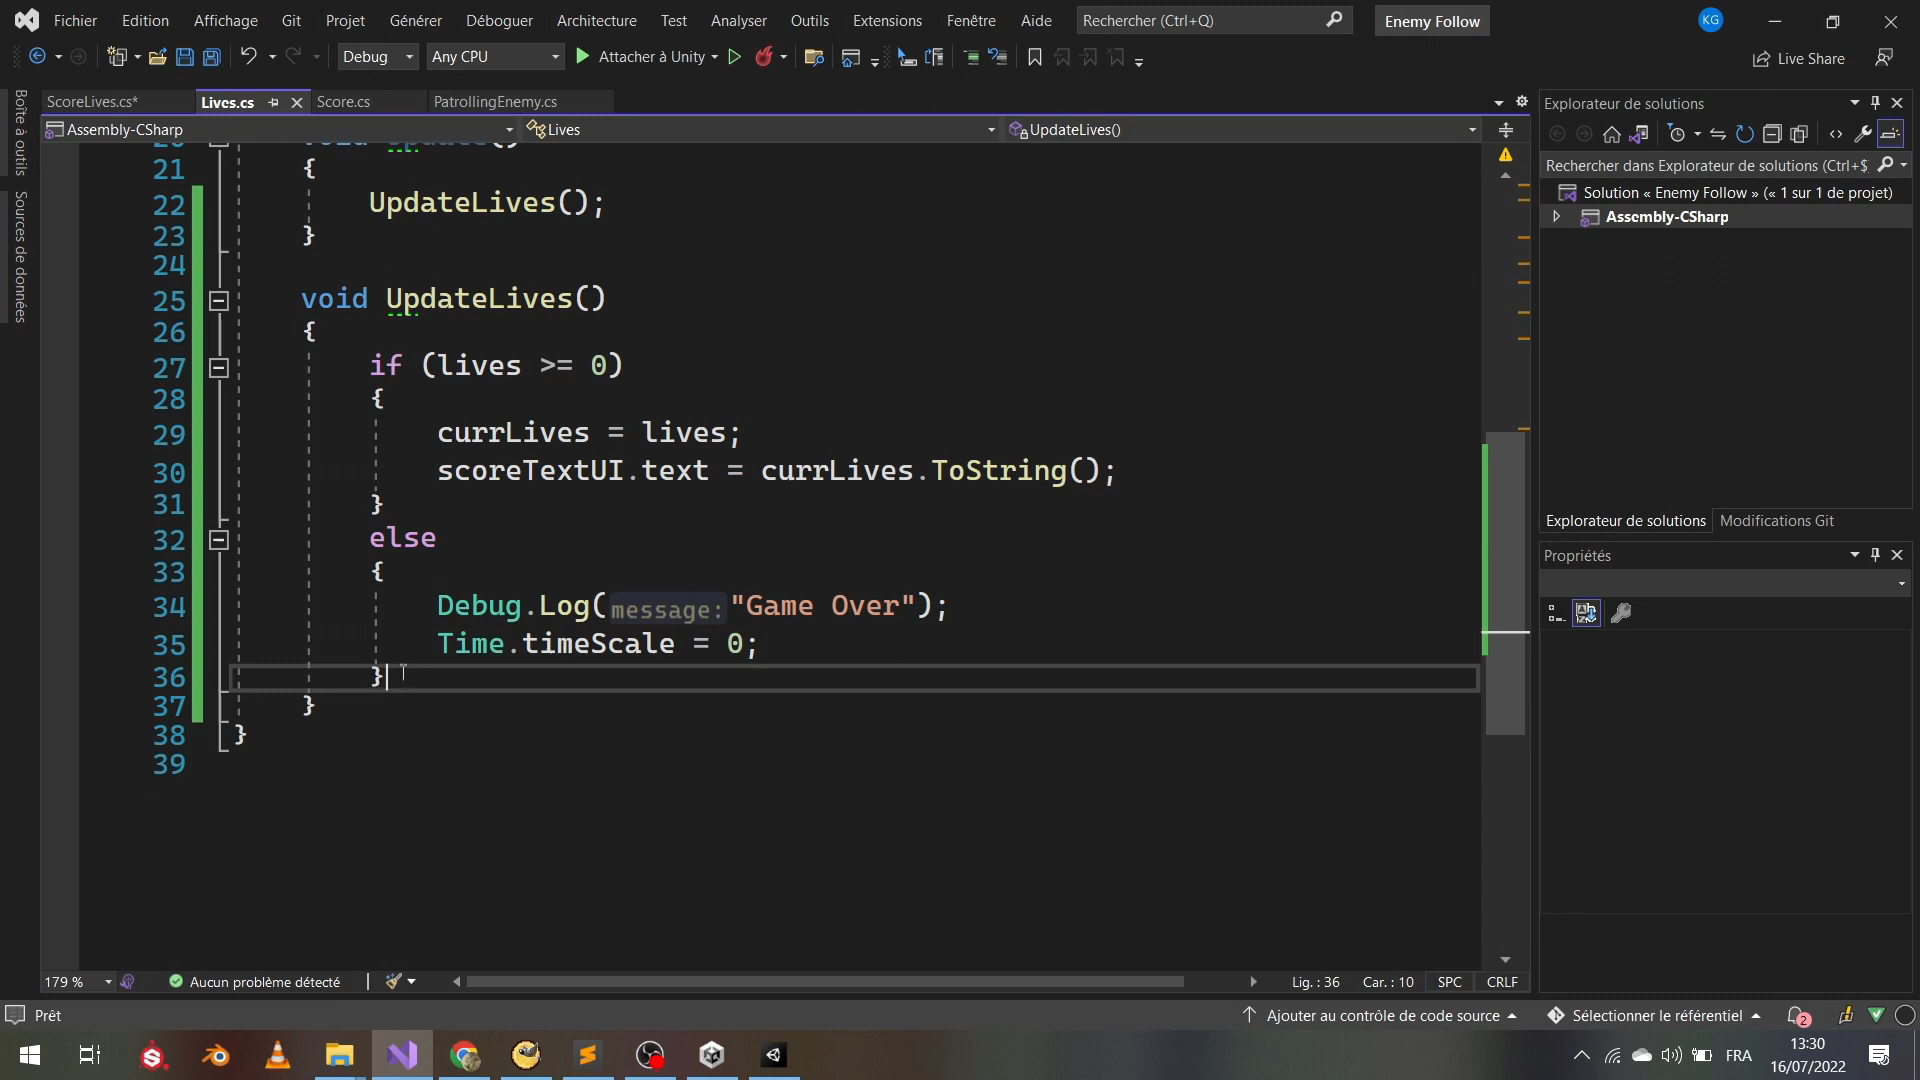 Fichier Edition Affichage Git Projet Générer Déboguer Architecture Test Analyser Outils Extensions Fenêtre Aide Rechercher (Ctrl+Q) Enemy Follow KG
Debug Any CPU Attacher à Unity Live Share
Boîte à outils
Sources de données
ScoreLives.cs* Lives.cs Score.cs PatrollingEnemy.cs
Assembly-CSharp Lives UpdateLives()
21 {
22 UpdateLives();
23 }
24
25 void UpdateLives()
26 {
27 if (lives >= 0)
28 {
29 currLives = lives;
30 scoreTextUI.text = currLives.ToString();
31 }
32 else
33 {
34 Debug.Log(message:"Game Over");
35 Time.timeScale = 0;
36 }
37 }
38 }
39
179 % Aucun problème détecté Lig. : 36 Car. : 10 SPC CRLF
Explorateur de solutions
Rechercher dans Explorateur de solutions (Ctrl+$
Solution « Enemy Follow » (« 1 sur 1 de projet)
Assembly-CSharp
Explorateur de solutions Modifications Git
Propriétés
Prêt Ajouter au contrôle de code source Sélectionner le référentiel 2
FRA 13:30
16/07/2022